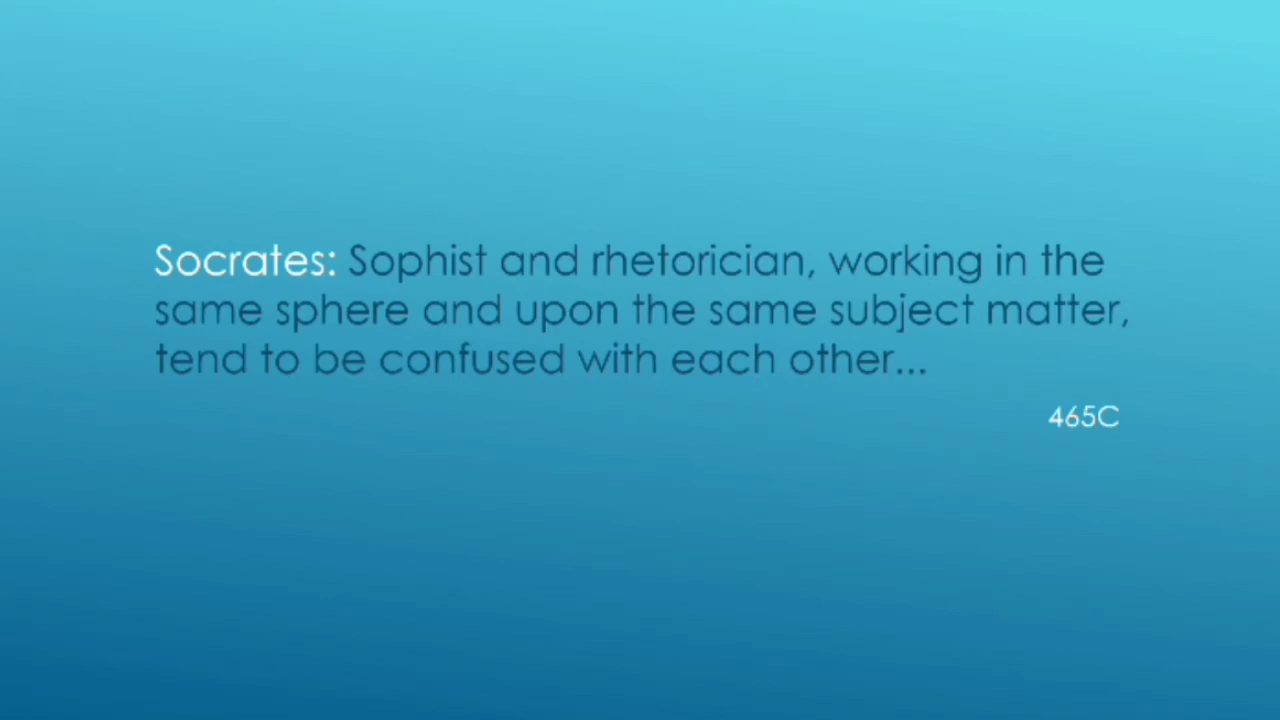 Socrates: Sophist and rhetorician, working in the
same sphere and upon the same subject matter,
tend to be confused with each other...
465C